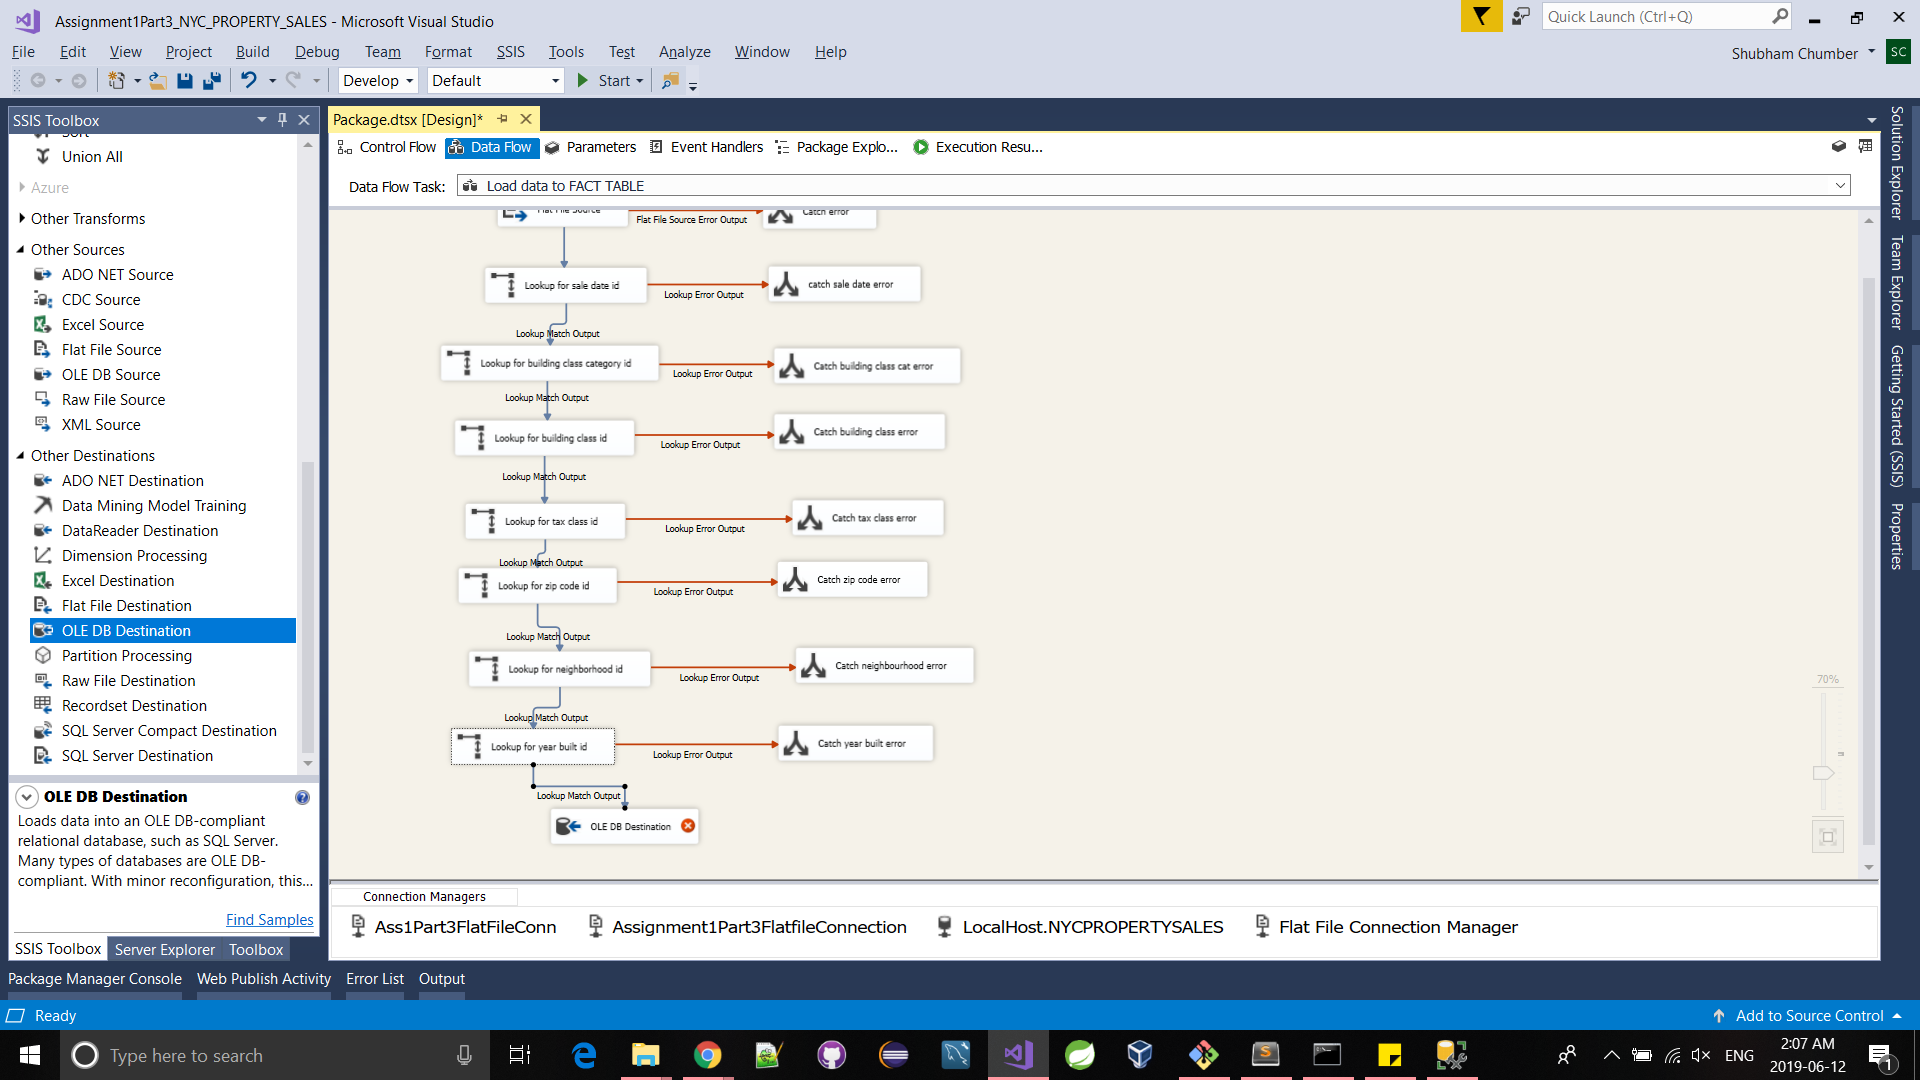 Assignment1Part3_NYC_PROPERTY_SALES - Microsoft Visual Studio
Quick Launch (Ctrl+Q)
File Edit View Project Build Debug Team Format SSIS Tools Test Analyze Window Help
Shubham Chumber SC
Develop Default Start
SSIS Toolbox
Sort
Union All
Azure
Other Transforms
Other Sources
ADO NET Source
CDC Source
Excel Source
Flat File Source
OLE DB Source
Raw File Source
XML Source
Other Destinations
ADO NET Destination
Data Mining Model Training
DataReader Destination
Dimension Processing
Excel Destination
Flat File Destination
OLE DB Destination
Partition Processing
Raw File Destination
Recordset Destination
SQL Server Compact Destination
SQL Server Destination
OLE DB Destination
Loads data into an OLE DB-compliant
relational database, such as SQL Server.
Many types of databases are OLE DB-
compliant. With minor reconfiguration, this...
Find Samples
SSIS Toolbox Server Explorer Toolbox
Package.dtsx [Design]*
Control Flow Data Flow Parameters Event Handlers Package Explo... Execution Resu...
Data Flow Task: Load data to FACT TABLE
Flat File Source
Flat File Source Error Output
Catch error
Lookup for sale date id
Lookup Error Output
catch sale date error
Lookup Match Output
Lookup for building class category id
Lookup Error Output
Catch building class cat error
Lookup Match Output
Lookup for building class id
Lookup Error Output
Catch building class error
Lookup Match Output
Lookup for tax class id
Lookup Error Output
Catch tax class error
Lookup Match Output
Lookup for zip code id
Lookup Error Output
Catch zip code error
Lookup Match Output
Lookup for neighborhood id
Lookup Error Output
Catch neighbourhood error
Lookup Match Output
Lookup for year built id
Lookup Error Output
Catch year built error
Lookup Match Output
OLE DB Destination
70%
Connection Managers
Ass1Part3FlatFileConn Assignment1Part3FlatfileConnection LocalHost.NYCPROPERTYSALES Flat File Connection Manager
Solution Explorer
Team Explorer
Getting Started (SSIS)
Properties
Package Manager Console Web Publish Activity Error List Output
Ready
Add to Source Control
Type here to search
ENG
2:07 AM
2019-06-12
1